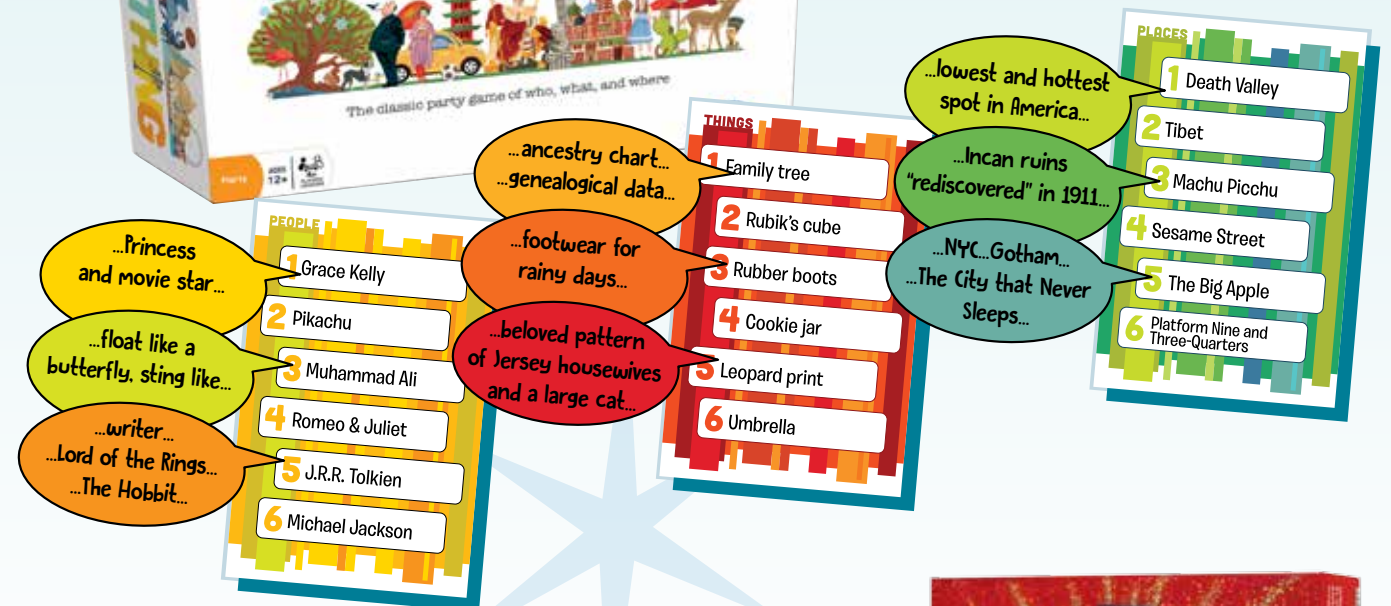 THING
The classic party game of who, what, and where
PARTY
AGES
12+
PEOPLE
1 Grace Kelly
2 Pikachu
3 Muhammad Ali
4 Romeo & Juliet
5 J.R.R. Tolkien
6 Michael Jackson
...Princess
and movie star...
...float like a
butterfly, sting like...
...writer...
...Lord of the Rings...
...The Hobbit...
THINGS
1 Family tree
2 Rubik's cube
3 Rubber boots
4 Cookie jar
5 Leopard print
6 Umbrella
...ancestry chart...
...genealogical data...
...footwear for
rainy days...
...beloved pattern
of Jersey housewives
and a large cat...
PLACES
1 Death Valley
2 Tibet
3 Machu Picchu
4 Sesame Street
5 The Big Apple
6 Platform Nine and
Three-Quarters
...lowest and hottest
spot in America...
...Incan ruins
“rediscovered” in 1911...
...NYC...Gotham...
...The City that Never
Sleeps...